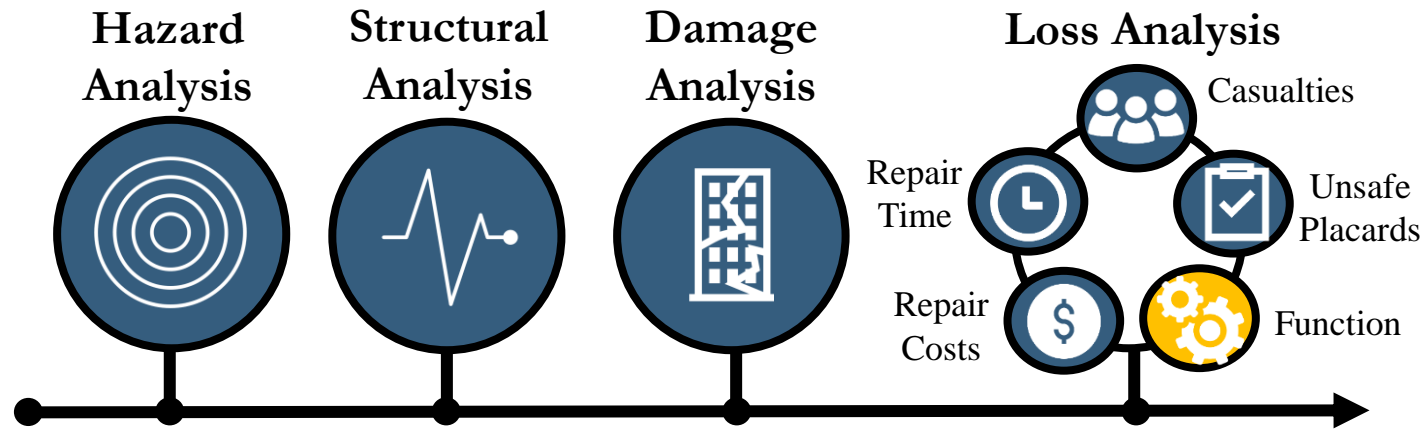 Hazard
Analysis
Structural
Analysis
Damage
Analysis
Loss Analysis
Casualties
Repair
Time
Unsafe
Placards
Repair
Costs
$
Function